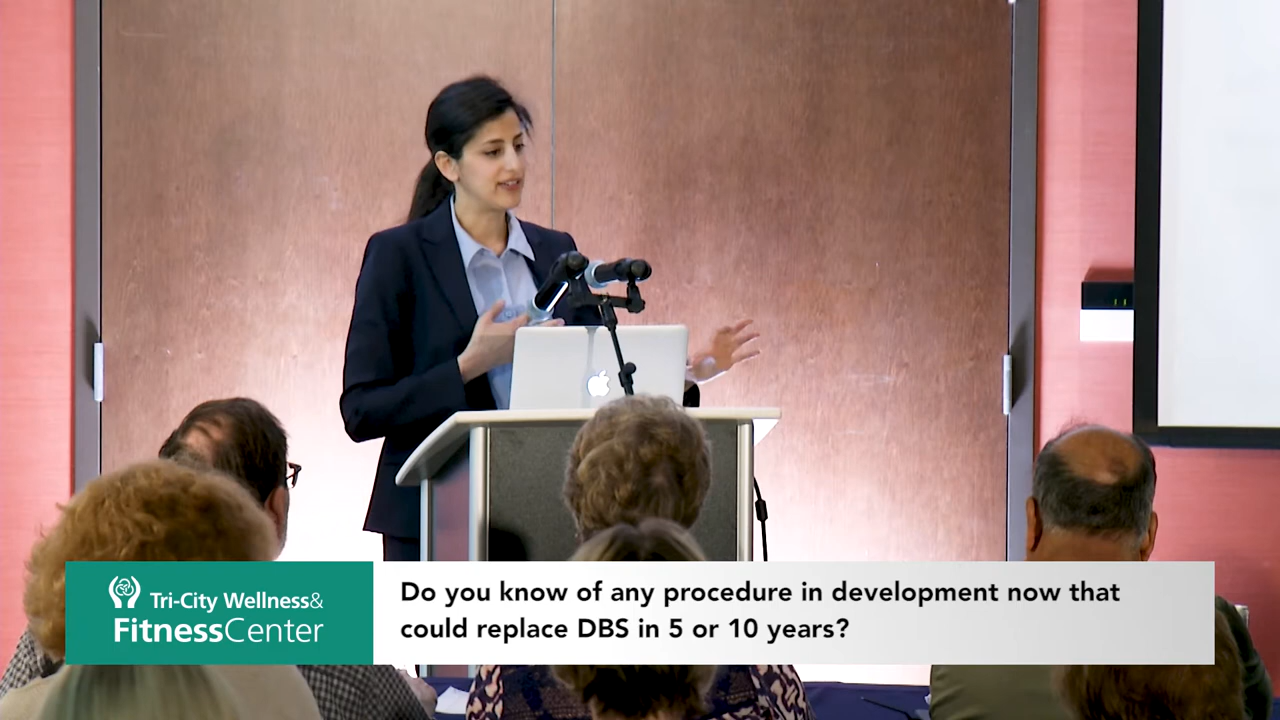 Tri-City Wellness&
FitnessCenter
Do you know of any procedure in development now that
could replace DBS in 5 or 10 years?